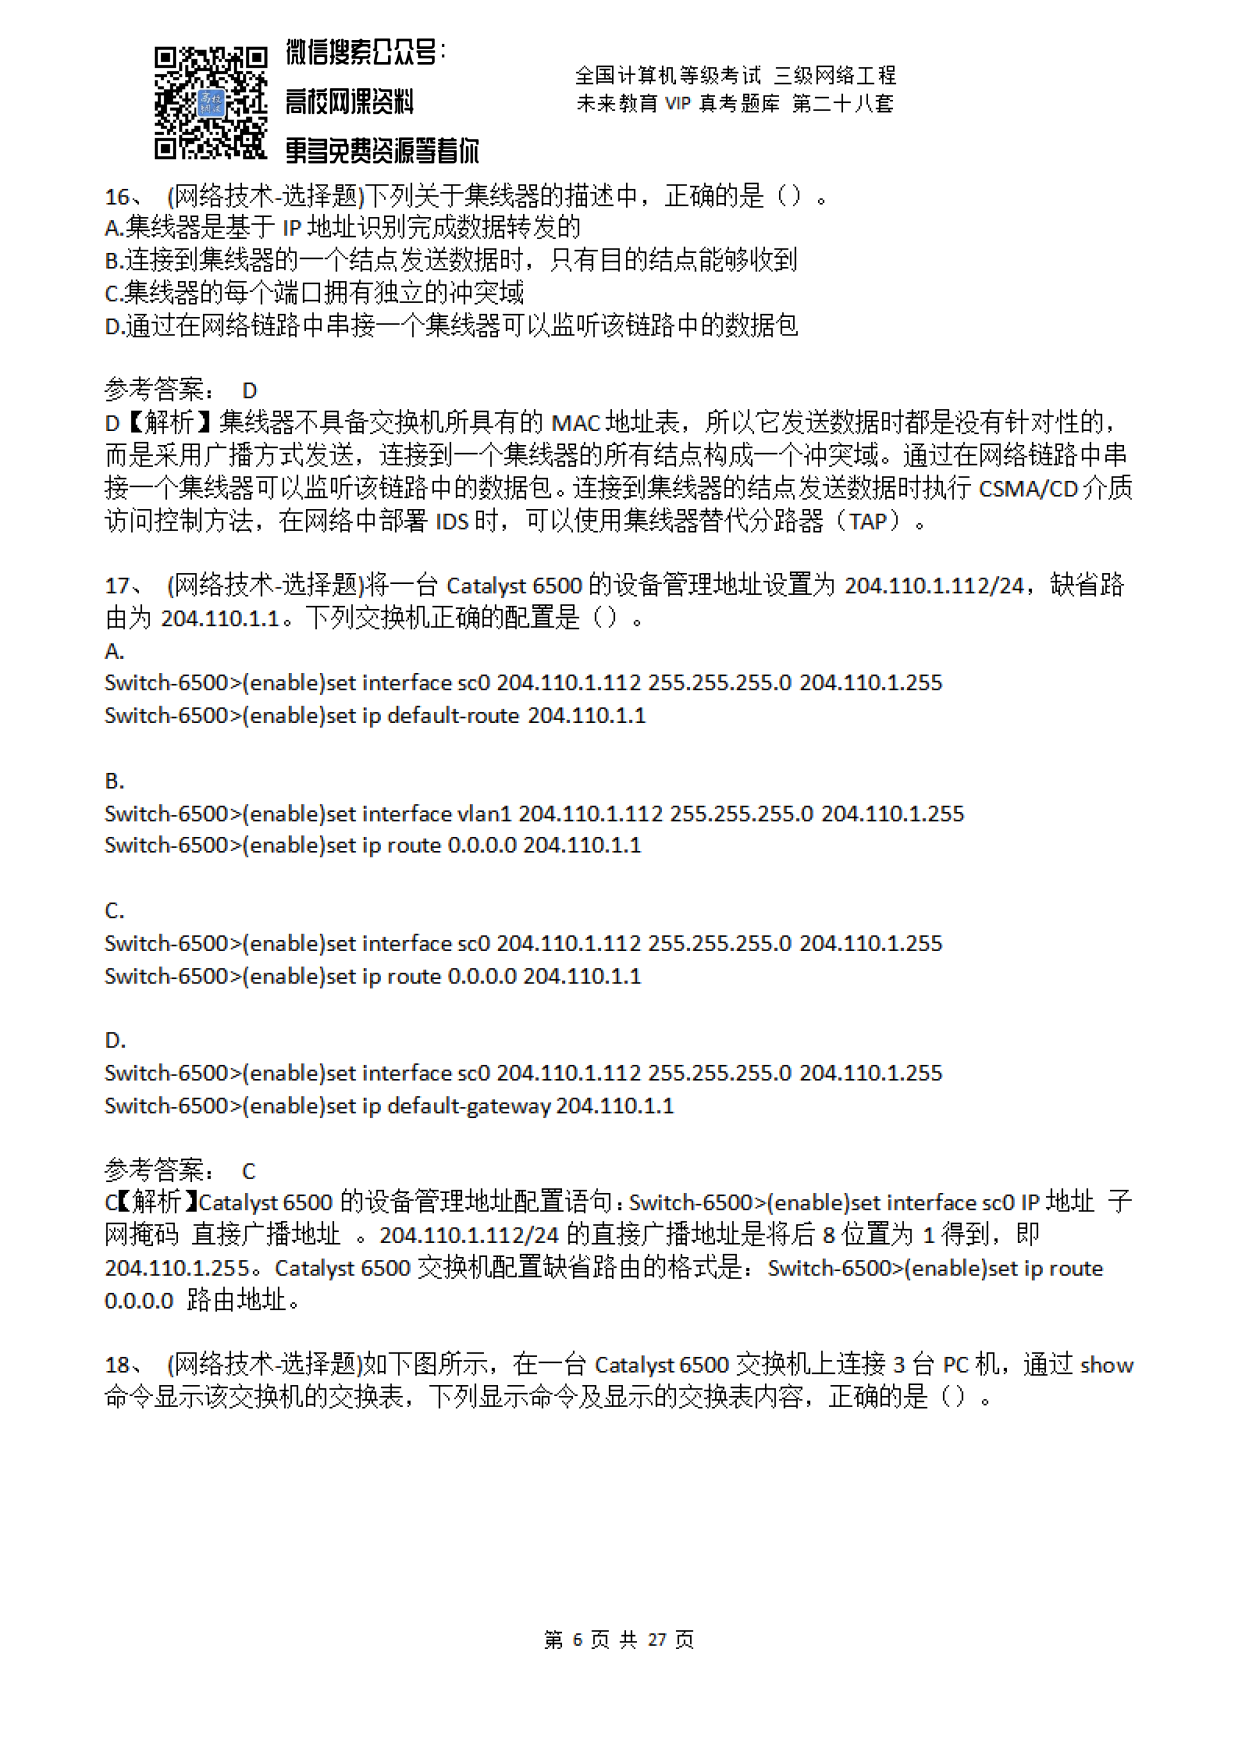 微信搜索公众号：
高校网课资料
更多免费资源等着你
全国计算机等级考试 三级网络工程
未来教育 VIP 真考题库 第二十八套
16、 (网络技术-选择题)下列关于集线器的描述中，正确的是（）。
A.集线器是基于 IP 地址识别完成数据转发的
B.连接到集线器的一个结点发送数据时，只有目的结点能够收到
C.集线器的每个端口拥有独立的冲突域
D.通过在网络链路中串接一个集线器可以监听该链路中的数据包
参考答案： D
D【解析】集线器不具备交换机所具有的 MAC 地址表，所以它发送数据时都是没有针对性的，
而是采用广播方式发送，连接到一个集线器的所有结点构成一个冲突域。通过在网络链路中串
接一个集线器可以监听该链路中的数据包。连接到集线器的结点发送数据时执行 CSMA/CD 介质
访问控制方法，在网络中部署 IDS 时，可以使用集线器替代分路器（TAP）。
17、 (网络技术-选择题)将一台 Catalyst 6500 的设备管理地址设置为 204.110.1.112/24，缺省路
由为 204.110.1.1。下列交换机正确的配置是（）。
A.
Switch-6500>(enable)set interface sc0 204.110.1.112 255.255.255.0 204.110.1.255
Switch-6500>(enable)set ip default-route 204.110.1.1
B.
Switch-6500>(enable)set interface vlan1 204.110.1.112 255.255.255.0 204.110.1.255
Switch-6500>(enable)set ip route 0.0.0.0 204.110.1.1
C.
Switch-6500>(enable)set interface sc0 204.110.1.112 255.255.255.0 204.110.1.255
Switch-6500>(enable)set ip route 0.0.0.0 204.110.1.1
D.
Switch-6500>(enable)set interface sc0 204.110.1.112 255.255.255.0 204.110.1.255
Switch-6500>(enable)set ip default-gateway 204.110.1.1
参考答案： C
C【解析】Catalyst 6500 的设备管理地址配置语句：Switch-6500>(enable)set interface sc0 IP 地址 子
网掩码 直接广播地址 。204.110.1.112/24 的直接广播地址是将后 8 位置为 1 得到，即
204.110.1.255。Catalyst 6500 交换机配置缺省路由的格式是：Switch-6500>(enable)set ip route
0.0.0.0 路由地址。
18、 (网络技术-选择题)如下图所示，在一台 Catalyst 6500 交换机上连接 3 台 PC 机，通过 show
命令显示该交换机的交换表，下列显示命令及显示的交换表内容，正确的是（）。
第 6 页 共 27 页